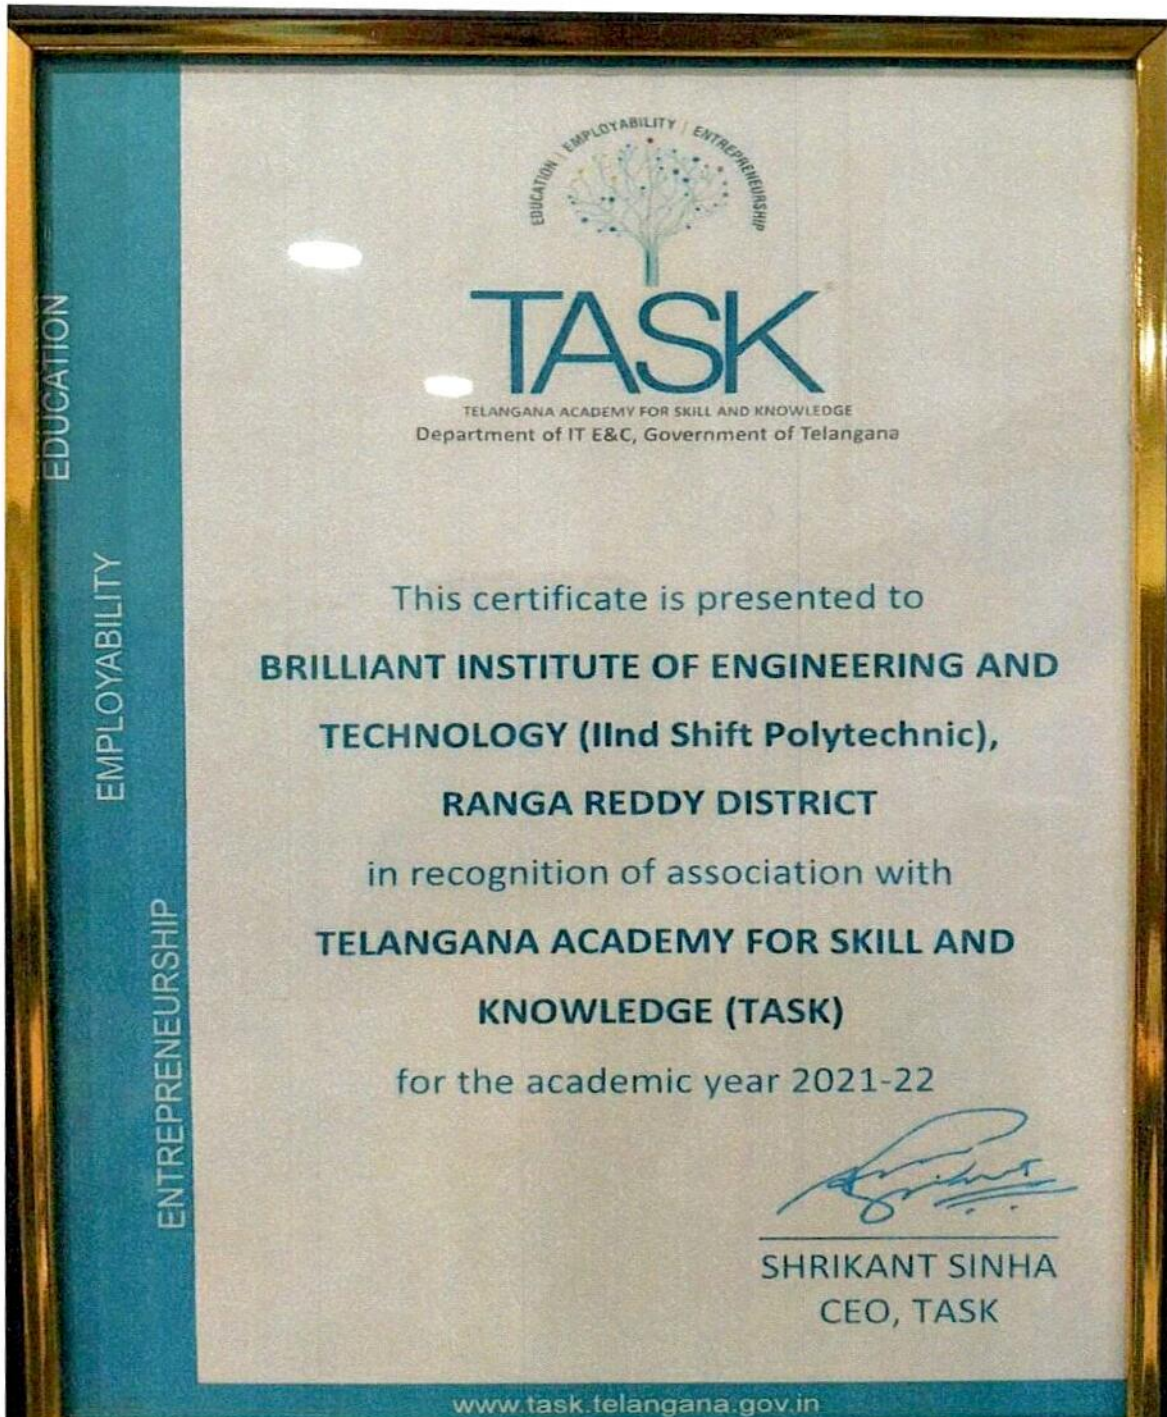 EDUCATION | EMPLOYABILITY | ENTREPRENEURSHIP
TASK
TELANGANA ACADEMY FOR SKILL AND KNOWLEDGE
Department of IT E&C, Government of Telangana
EDUCATION
EMPLOYABILITY
ENTREPRENEURSHIP
This certificate is presented to
BRILLIANT INSTITUTE OF ENGINEERING AND
TECHNOLOGY (IInd Shift Polytechnic),
RANGA REDDY DISTRICT
in recognition of association with
TELANGANA ACADEMY FOR SKILL AND
KNOWLEDGE (TASK)
for the academic year 2021-22
SHRIKANT SINHA
CEO, TASK
www.task.telangana.gov.in